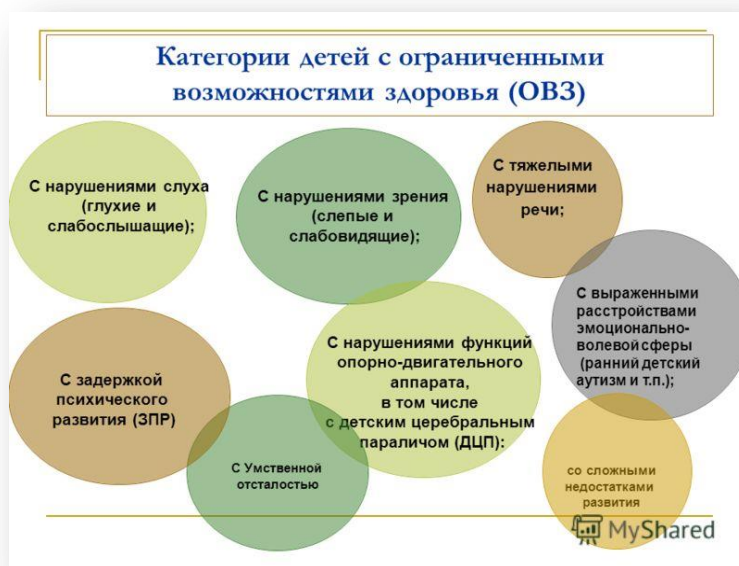 Категории детей с ограниченными
возможностями здоровья (ОВЗ)
С нарушениями слуха
(глухие и
слабослышащие);
С нарушениями зрения
(слепые и
слабовидящие);
С тяжелыми
нарушениями
речи;
С выраженными
расстройствами
эмоционально-
волевой сферы
(ранний детский
аутизм и т.п.);
С задержкой
психического
развития (ЗПР)
С нарушениями функций
опорно-двигательного
аппарата,
в том числе
с детским церебральным
параличом (ДЦП):
С Умственной
отсталостью
со сложными
недостатками
развития
MyShared